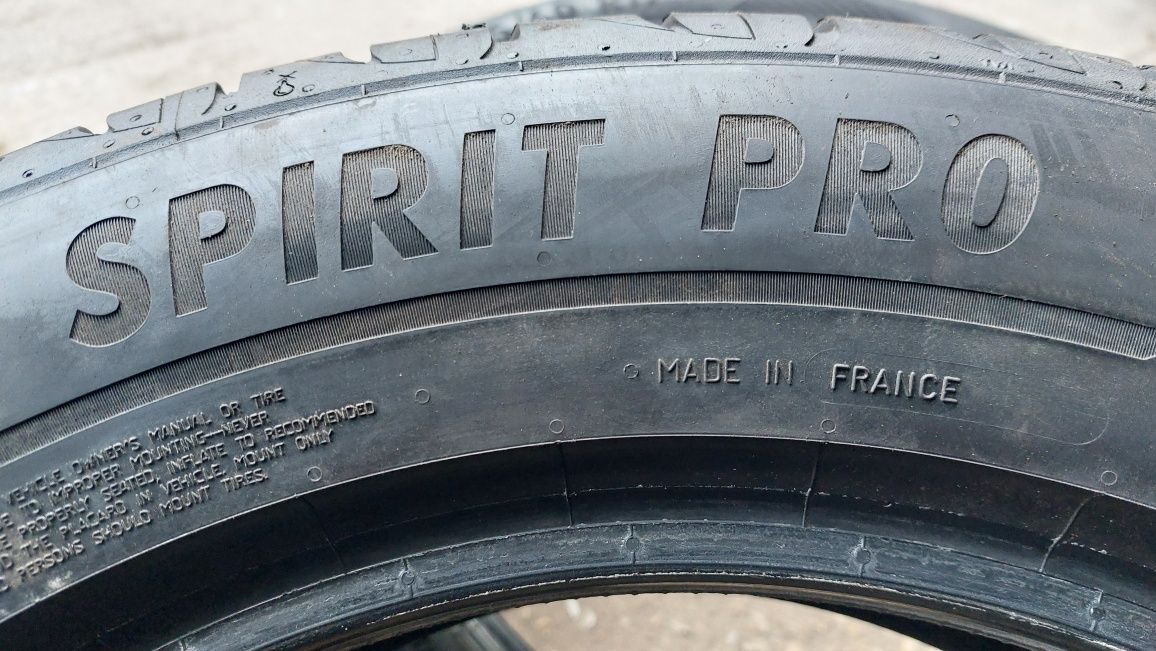 SPIRIT PRO
MADE IN FRANCE
VEHICLE OWNER'S MANUAL OR TIRE
TO IMPROPER MOUNTING-NEVER
PROPERLY SEATED, INFLATE TO RECOMMENDED
THE PLACARD IN VEHICLE, MOUNT ONLY
PERSONS SHOULD MOUNT TIRES.